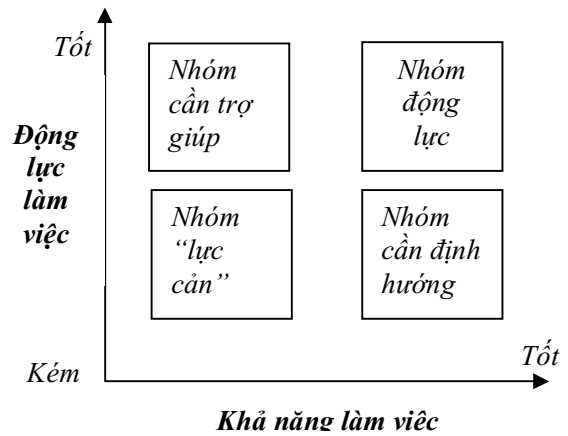 Tốt
Nhóm
cần trợ
giúp
Nhóm
động
lực
Động
lực
làm
việc
Nhóm
“lực
cản”
Nhóm
cần định
hướng
Kém
Tốt
Khả năng làm việc